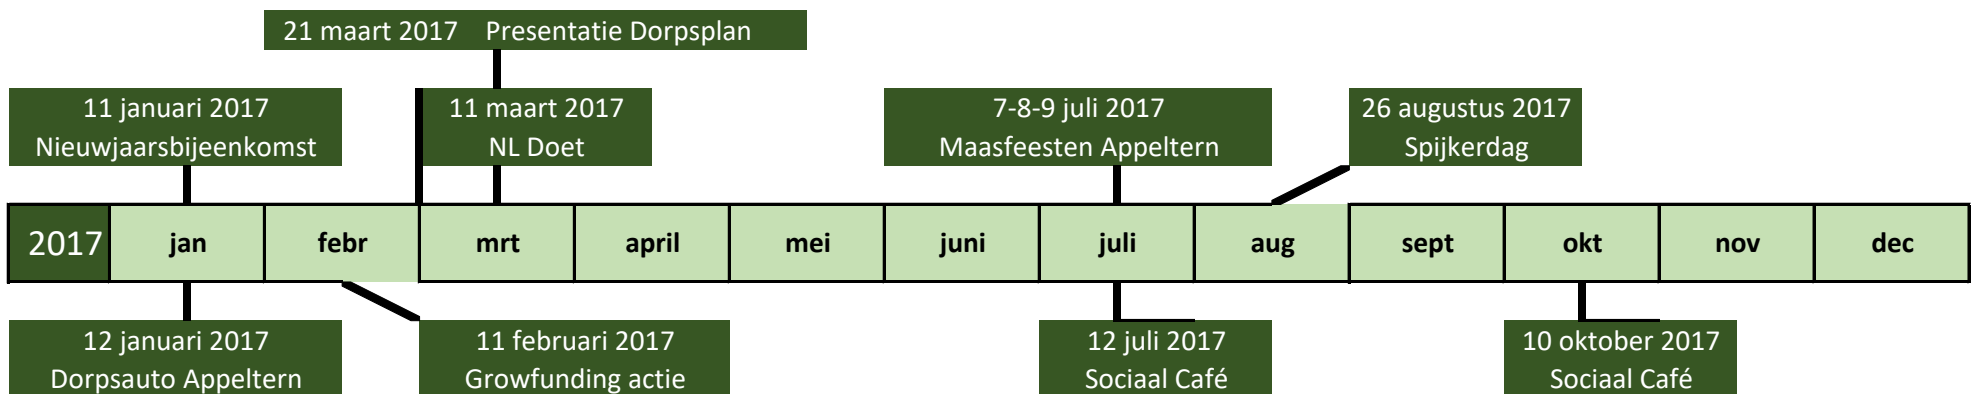 21 maart 2017 Presentatie Dorpsplan
11 januari 2017
Nieuwjaarsbijeenkomst
11 maart 2017
NL Doet
7-8-9 juli 2017
Maasfeesten Appeltern
26 augustus 2017
Spijkerdag
2017 jan febr mrt april mei juni juli aug sept okt nov dec
12 januari 2017
Dorpsauto Appeltern
11 februari 2017
Growfunding actie
12 juli 2017
Sociaal Café
10 oktober 2017
Sociaal Café